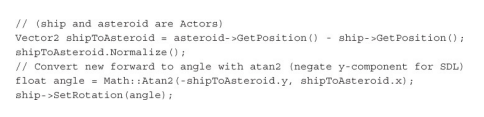 // (ship and asteroid are Actors)
Vector2 shipToAsteroid = asteroid->GetPosition() - ship->GetPosition();
shipToAsteroid.Normalize();
// Convert new forward to angle with atan2 (negate y-component for SDL)
float angle = Math::Atan2(-shipToAsteroid.y, shipToAsteroid.x);
ship->SetRotation(angle);